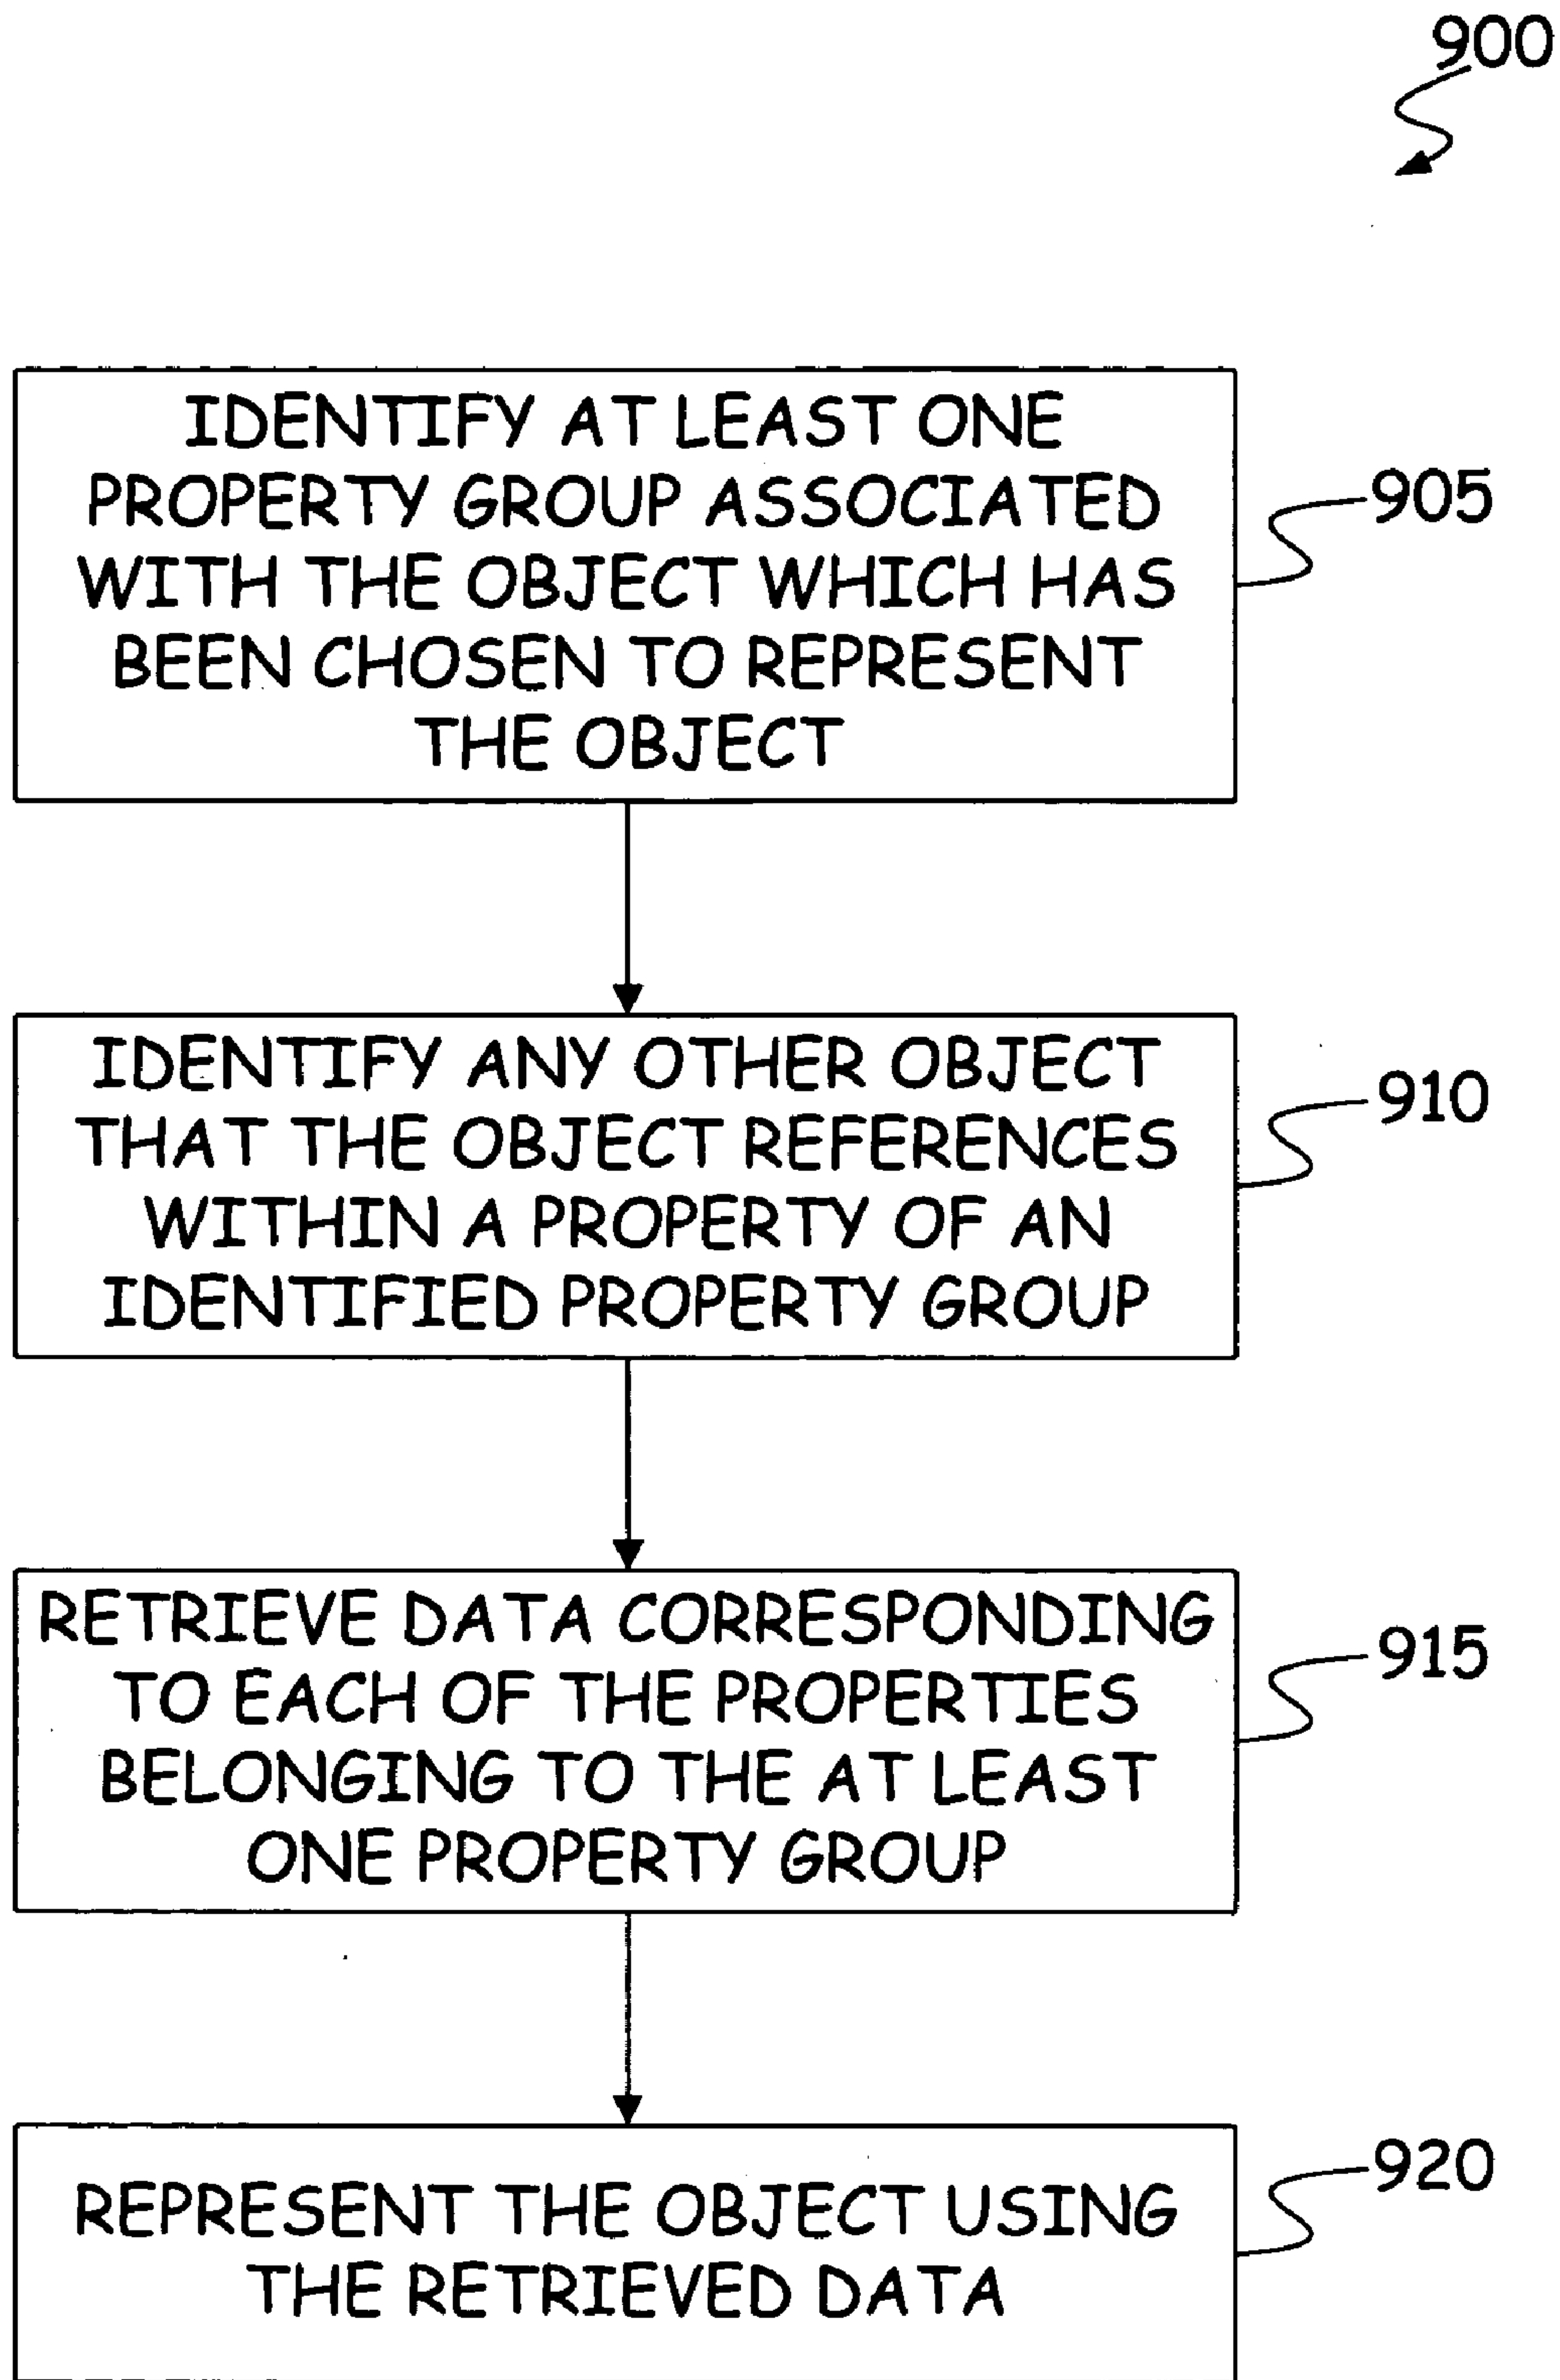 900
IDENTIFY AT LEAST ONE
PROPERTY GROUP ASSOCIATED
WITH THE OBJECT WHICH HAS
BEEN CHOSEN TO REPRESENT
THE OBJECT
905
IDENTIFY ANY OTHER OBJECT
THAT THE OBJECT REFERENCES
WITHIN A PROPERTY OF AN
IDENTIFIED PROPERTY GROUP
910
RETRIEVE DATA CORRESPONDING
TO EACH OF THE PROPERTIES
BELONGING TO THE AT LEAST
ONE PROPERTY GROUP
915
REPRESENT THE OBJECT USING
THE RETRIEVED DATA
920